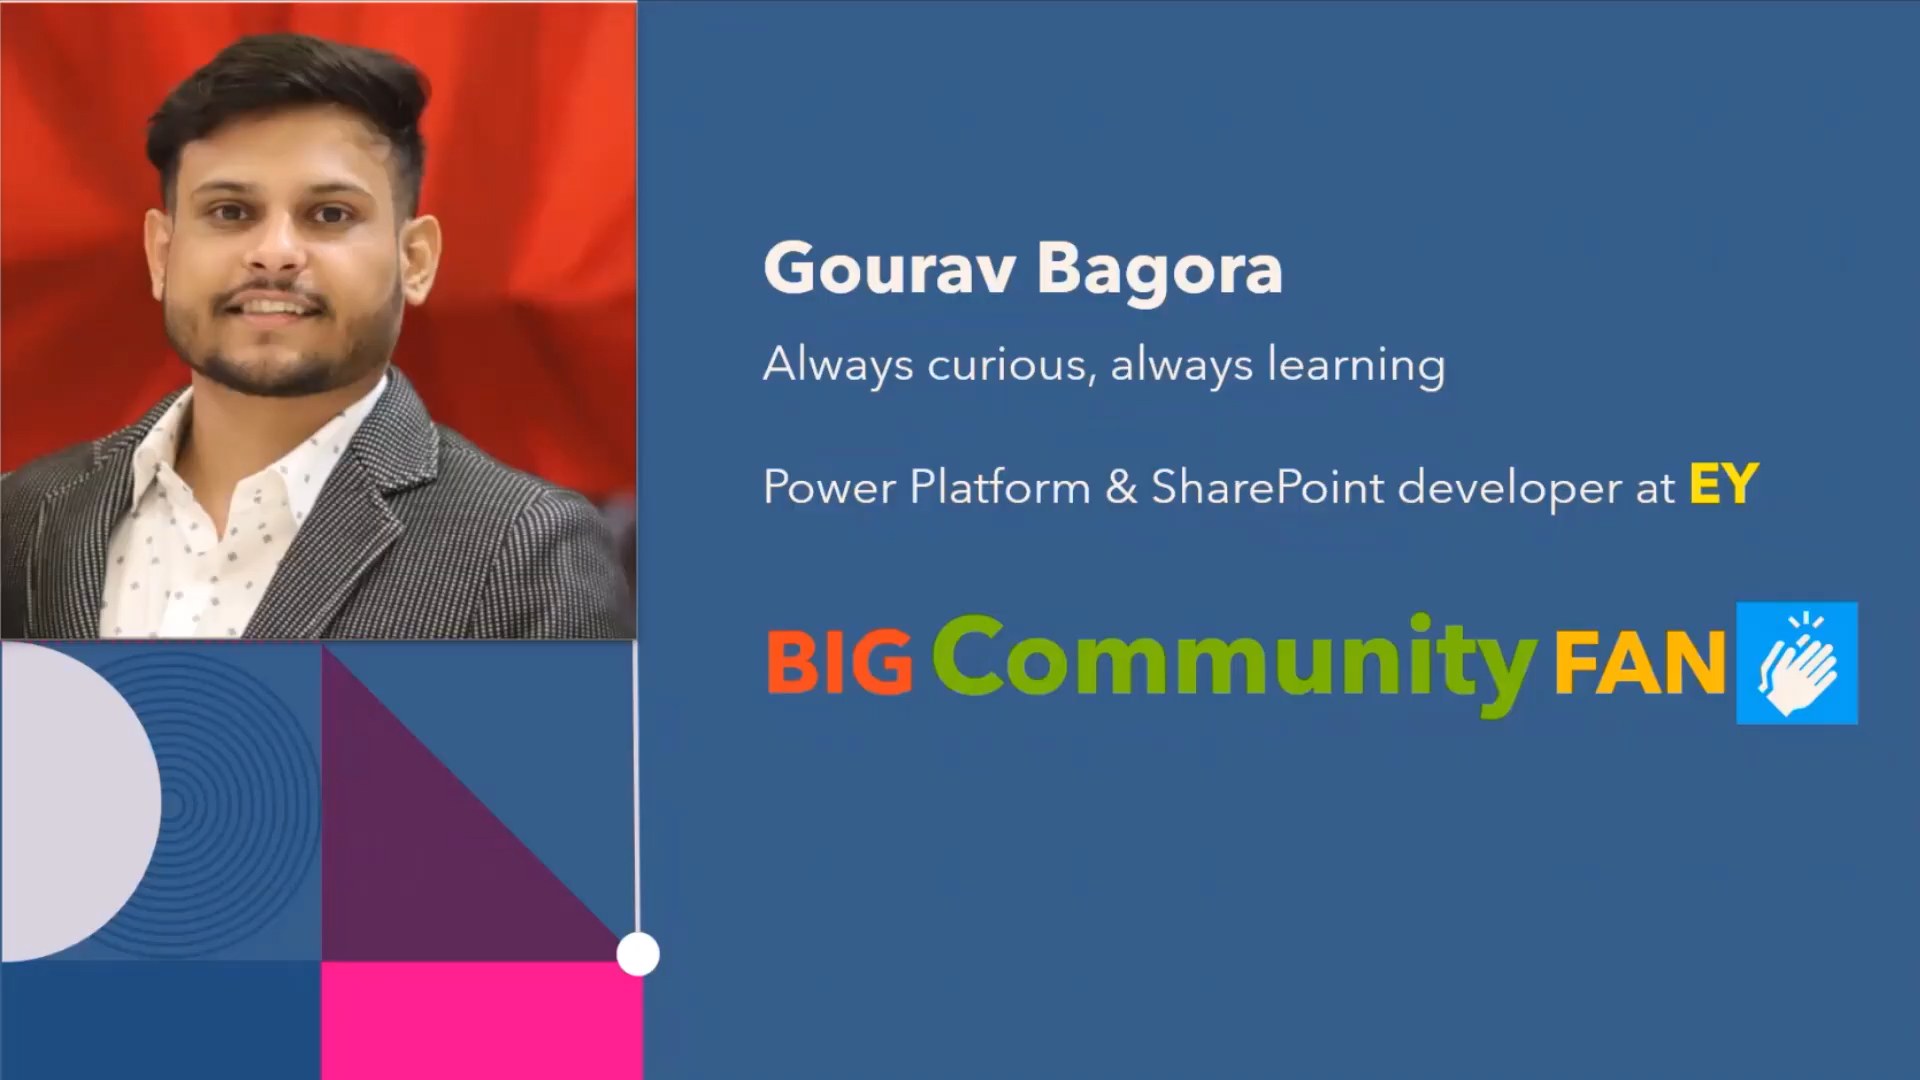 Gourav Bagora
Always curious, always learning
Power Platform & SharePoint developer at EY
BIG Community FAN